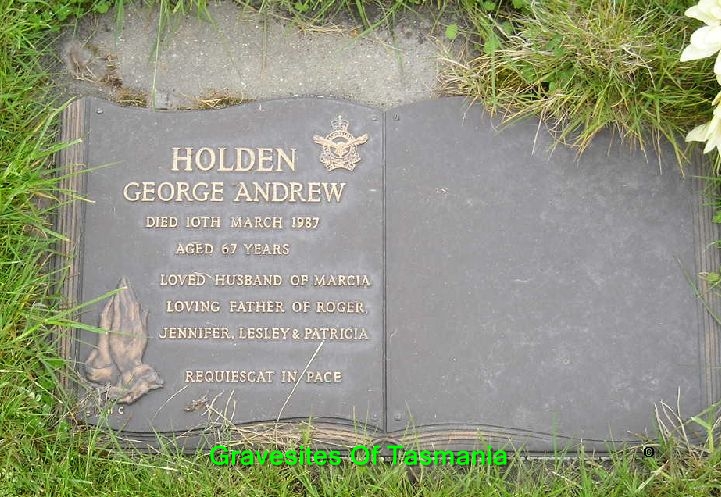 HOLDEN
GEORGE ANDREW
DIED 10TH MARCH 1987
AGED 67 YEARS
LOVED HUSBAND OF MARCIA
LOVING FATHER OF ROGER,
JENNIFER, LESLEY & PATRICIA
REQUIESCAT IN PACE
Gravesites Of Tasmania